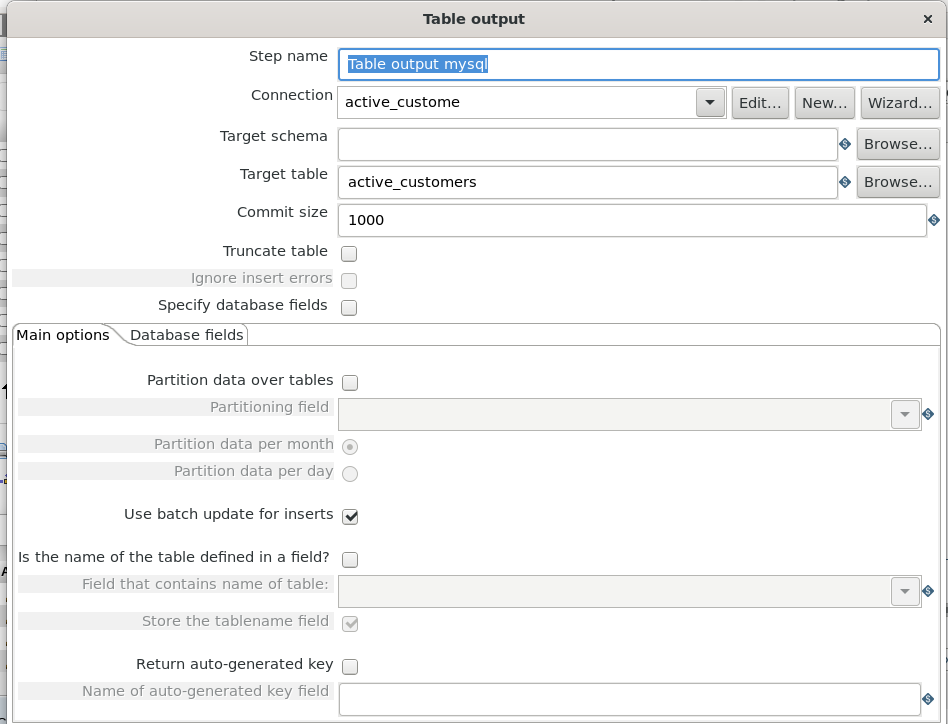 Table output
Step name Table output mysql
Connection active_custome Edit... New... Wizard...
Target schema Browse...
Target table active_customers Browse...
Commit size 1000
Truncate table
Ignore insert errors
Specify database fields
Main options Database fields
Partition data over tables
Partitioning field
Partition data per month
Partition data per day
Use batch update for inserts
Is the name of the table defined in a field?
Field that contains name of table:
Store the tablename field
Return auto-generated key
Name of auto-generated key field